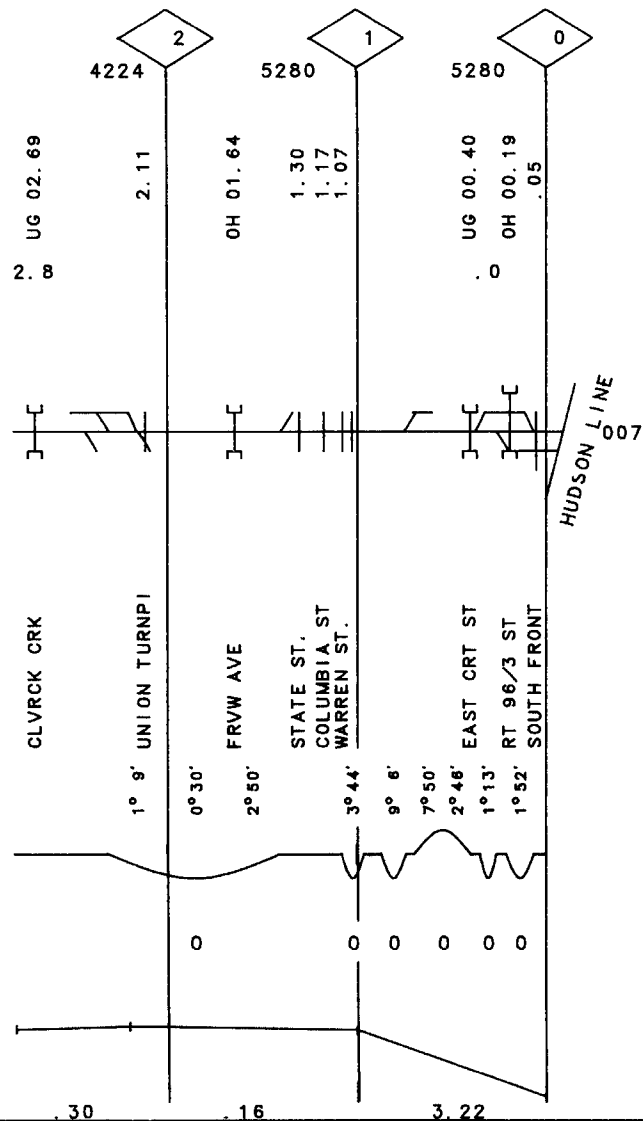 2 1 0
4224 5280 5280
UG 02.69
2.11
OH 01.64
1.30
1.17
1.07
UG 00.40
OH 00.19
.05
2.8
.0
HUDSON LINE
007
CLVRCK CRK
UNION TURNPI
FRVW AVE
STATE ST.
COLUMBIA ST
WARREN ST.
EAST CRT ST
RT 96/3 ST
SOUTH FRONT
1° 9'
0°30'
2°50'
3°44'
9° 6'
7°50'
2°46'
1°13'
1°52'
0 0 0 0 0 0
.30 .16 3.22